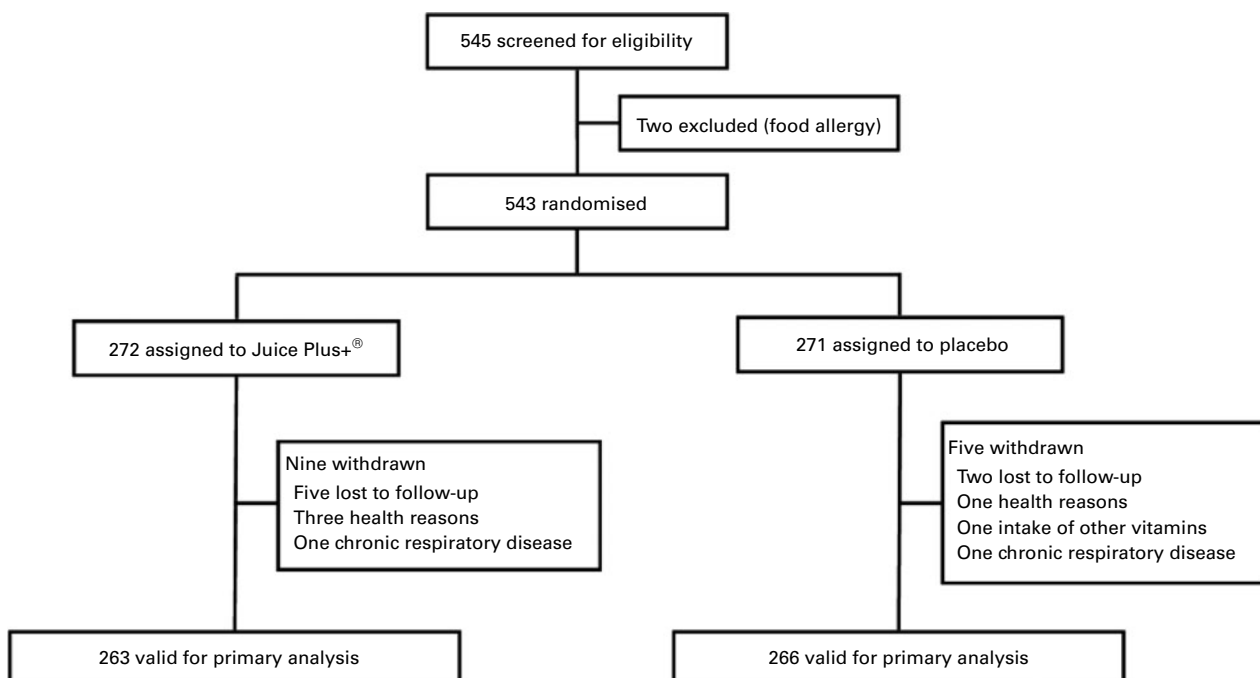 545 screened for eligibility
Two excluded (food allergy)
543 randomised
272 assigned to Juice Plus+®
271 assigned to placebo
Nine withdrawn
Five lost to follow-up
Three health reasons
One chronic respiratory disease
Five withdrawn
Two lost to follow-up
One health reasons
One intake of other vitamins
One chronic respiratory disease
263 valid for primary analysis
266 valid for primary analysis